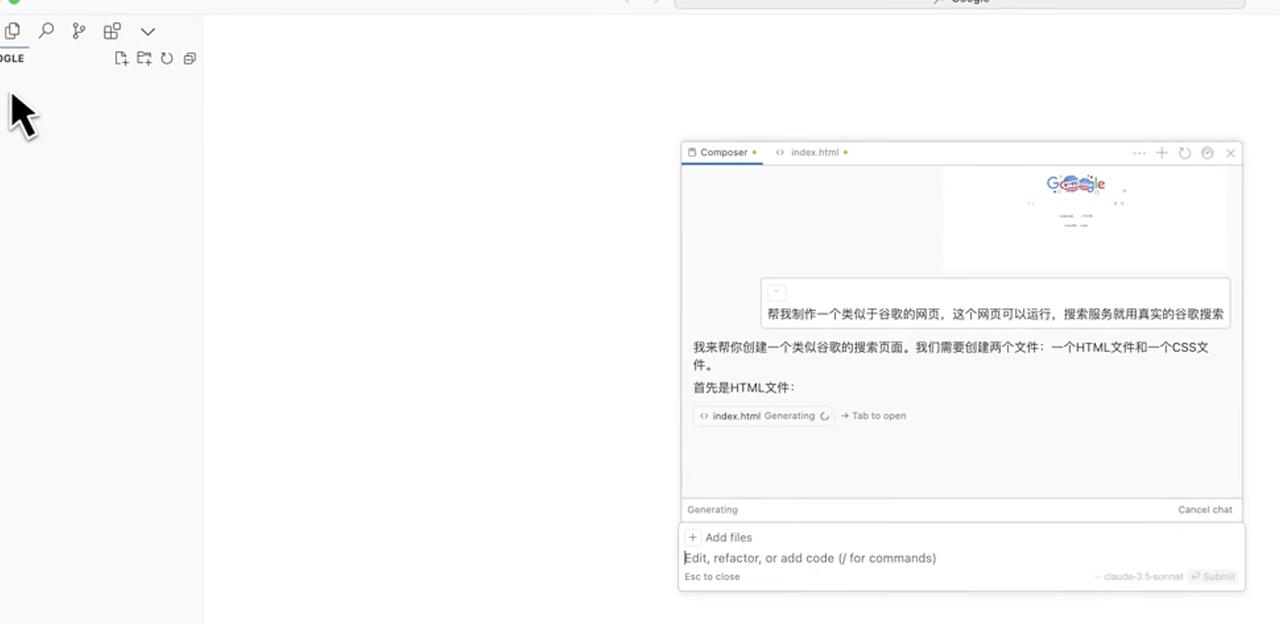 Google
OGLE
Composer
index.html
Google
帮我制作一个类似于谷歌的网页，这个网页可以运行，搜索服务就用真实的谷歌搜索
我来帮你创建一个类似谷歌的搜索页面。我们需要创建两个文件：一个HTML文件和一个CSS文
件。
首先是HTML文件：
index.html Generating → Tab to open
Generating
Cancel chat
+ Add files
Edit, refactor, or add code (/ for commands)
Esc to close
claude-3.5-sonnet
Submit